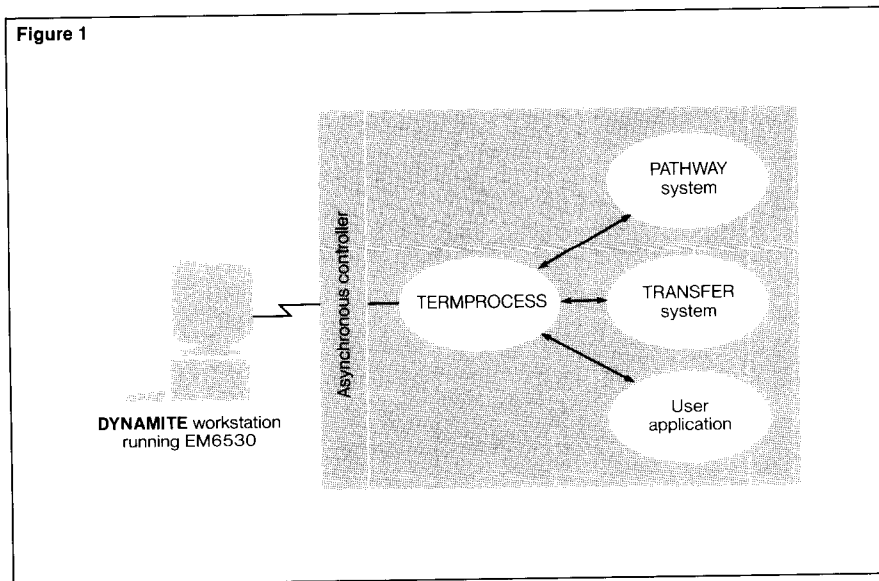 Figure 1
PATHWAY
system
Asynchronous controller
TERMPROCESS
TRANSFER
system
User
application
DYNAMITE workstation
running EM6530